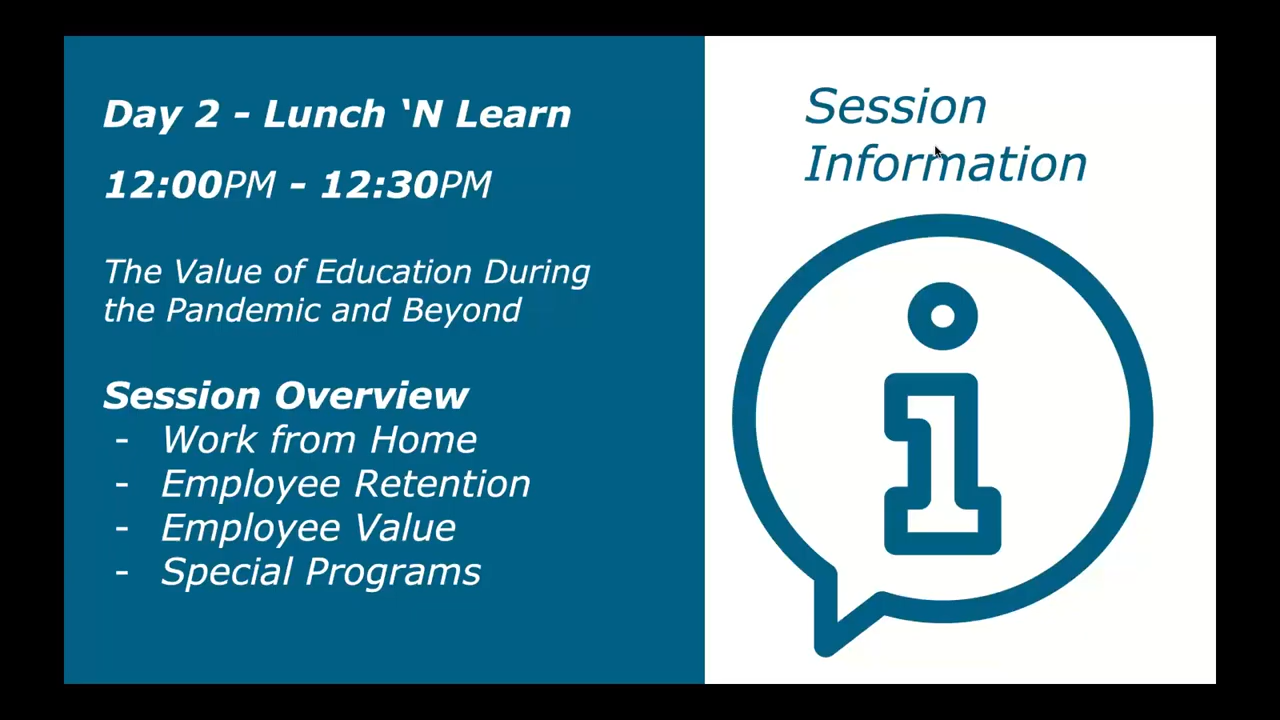 Day 2 - Lunch ‘N Learn
12:00PM - 12:30PM
The Value of Education During
the Pandemic and Beyond
Session Overview
- Work from Home
- Employee Retention
- Employee Value
- Special Programs
Session
Information